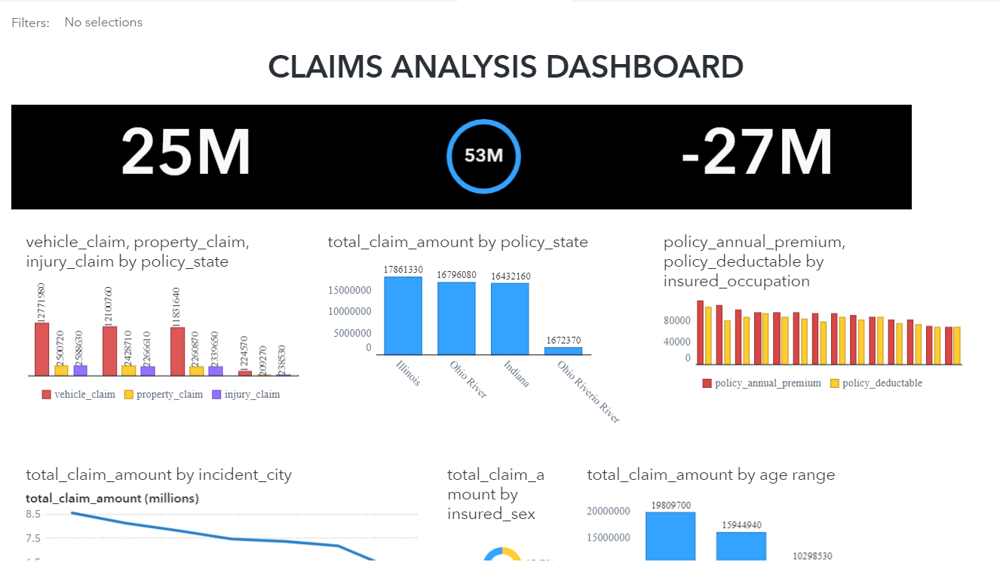 Filters: No selections
CLAIMS ANALYSIS DASHBOARD
25M
53M
-27M
vehicle_claim, property_claim,
injury_claim by policy_state
12771980
2500720
2588630
12100760
2428710
2266610
11831640
2260870
2339650
1224570
209270
238530
vehicle_claim property_claim injury_claim
total_claim_amount by policy_state
17861330
16796080
16432160
1672370
15000000
10000000
5000000
0
Illinois
Ohio River
Indiana
Ohio Riverio River
policy_annual_premium,
policy_deductable by
insured_occupation
80000
40000
0
policy_annual_premium policy_deductable
total_claim_amount by incident_city
total_claim_amount (millions)
8.5
7.5
total_claim_a
mount by
insured_sex
total_claim_amount by age range
20000000
15000000
19809700
15944940
10298530